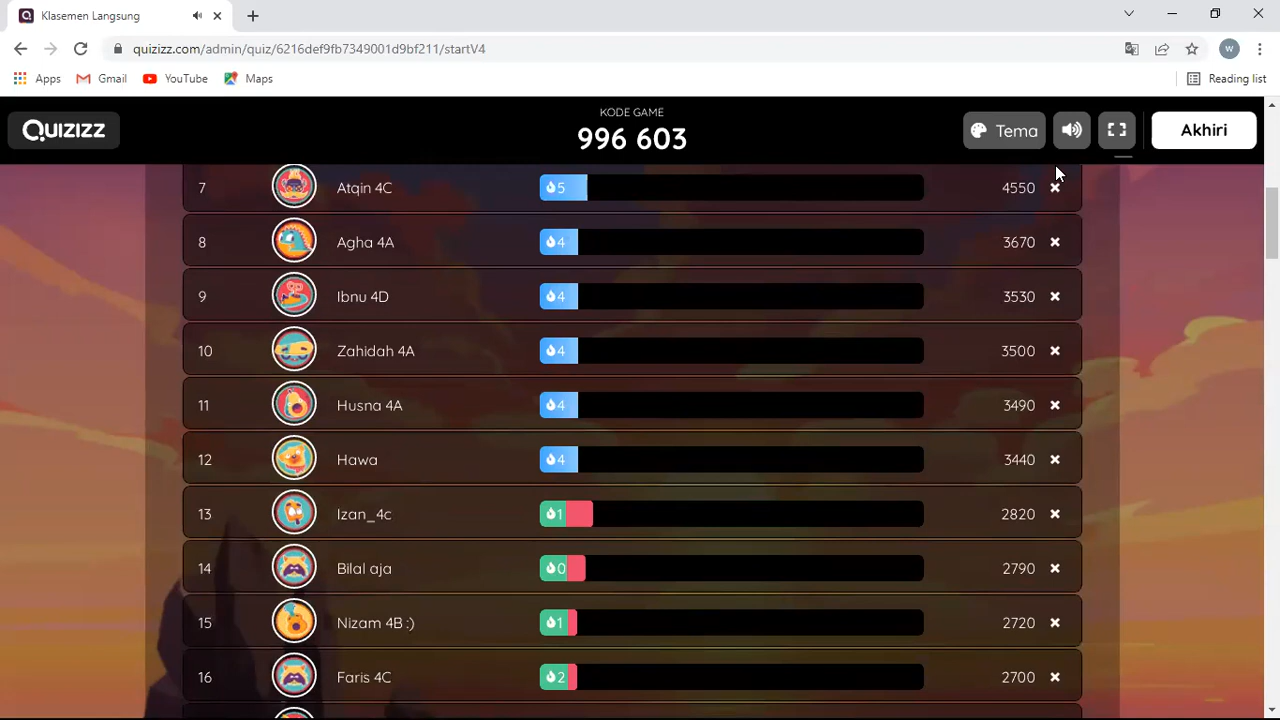 Klasemen Langsung
quizizz.com/admin/quiz/6216def9fb7349001d9bf211/startV4
w
Apps
Gmail
YouTube
Maps
Reading list
QUIZIZZ
KODE GAME
996 603
Tema
Akhiri
7 Atqin 4C 5 4550
8 Agha 4A 4 3670
9 Ibnu 4D 4 3530
10 Zahidah 4A 4 3500
11 Husna 4A 4 3490
12 Hawa 4 3440
13 Izan_4c 1 2820
14 Bilal aja 0 2790
15 Nizam 4B :) 1 2720
16 Faris 4C 2 2700